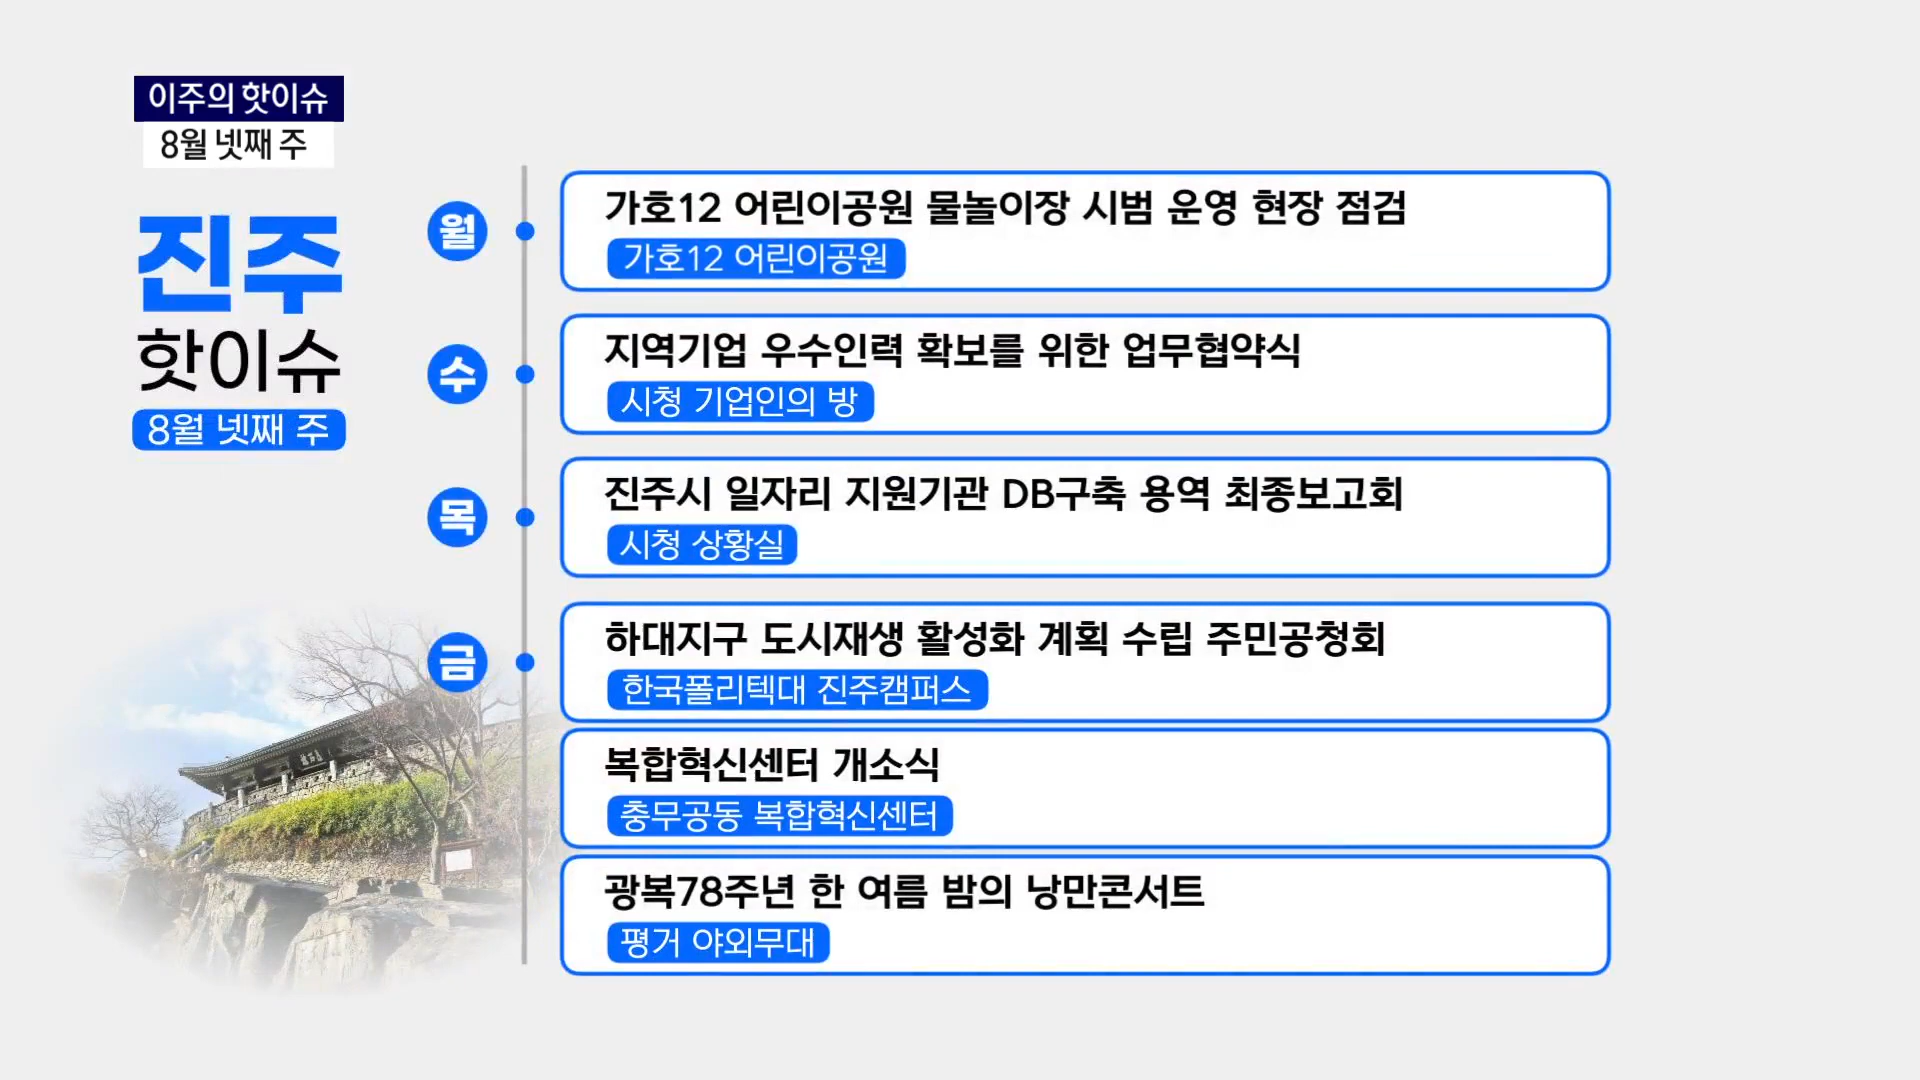 이주의 핫이슈
8월 넷째 주
진주
핫이슈
8월 넷째 주
월
가호12 어린이공원 물놀이장 시범 운영 현장 점검
가호12 어린이공원
수
지역기업 우수인력 확보를 위한 업무협약식
시청 기업인의 방
목
진주시 일자리 지원기관 DB구축 용역 최종보고회
시청 상황실
금
하대지구 도시재생 활성화 계획 수립 주민공청회
한국폴리텍대 진주캠퍼스
복합혁신센터 개소식
충무공동 복합혁신센터
광복78주년 한 여름 밤의 낭만콘서트
평거 야외무대